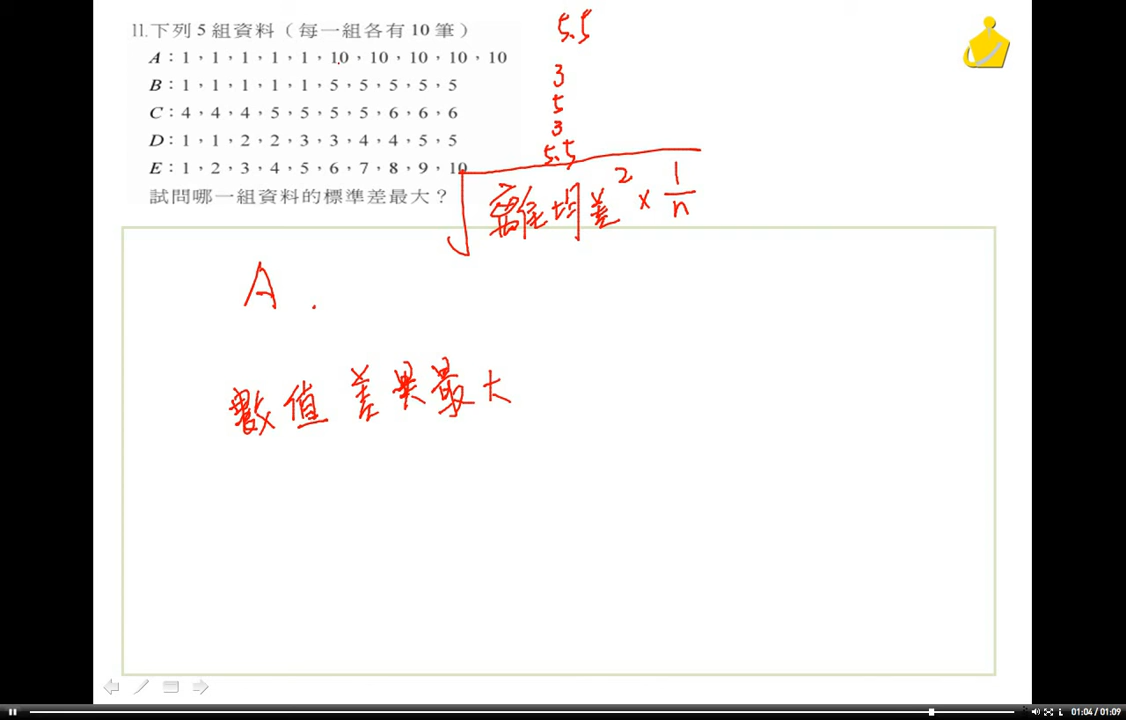 11.下列 5 組資料（每一組各有 10 筆）
A：1，1，1，1，1，10，10，10，10，10
B：1，1，1，1，1，5，5，5，5，5
C：4，4，4，5，5，5，5，6，6，6
D：1，1，2，2，3，3，4，4，5，5
E：1，2，3，4，5，6，7，8，9，10
試問哪一組資料的標準差最大？
5.5
3
5
3
5.5
√離均差² × 1/n
A .
數值差異最大
01:04 / 01:09